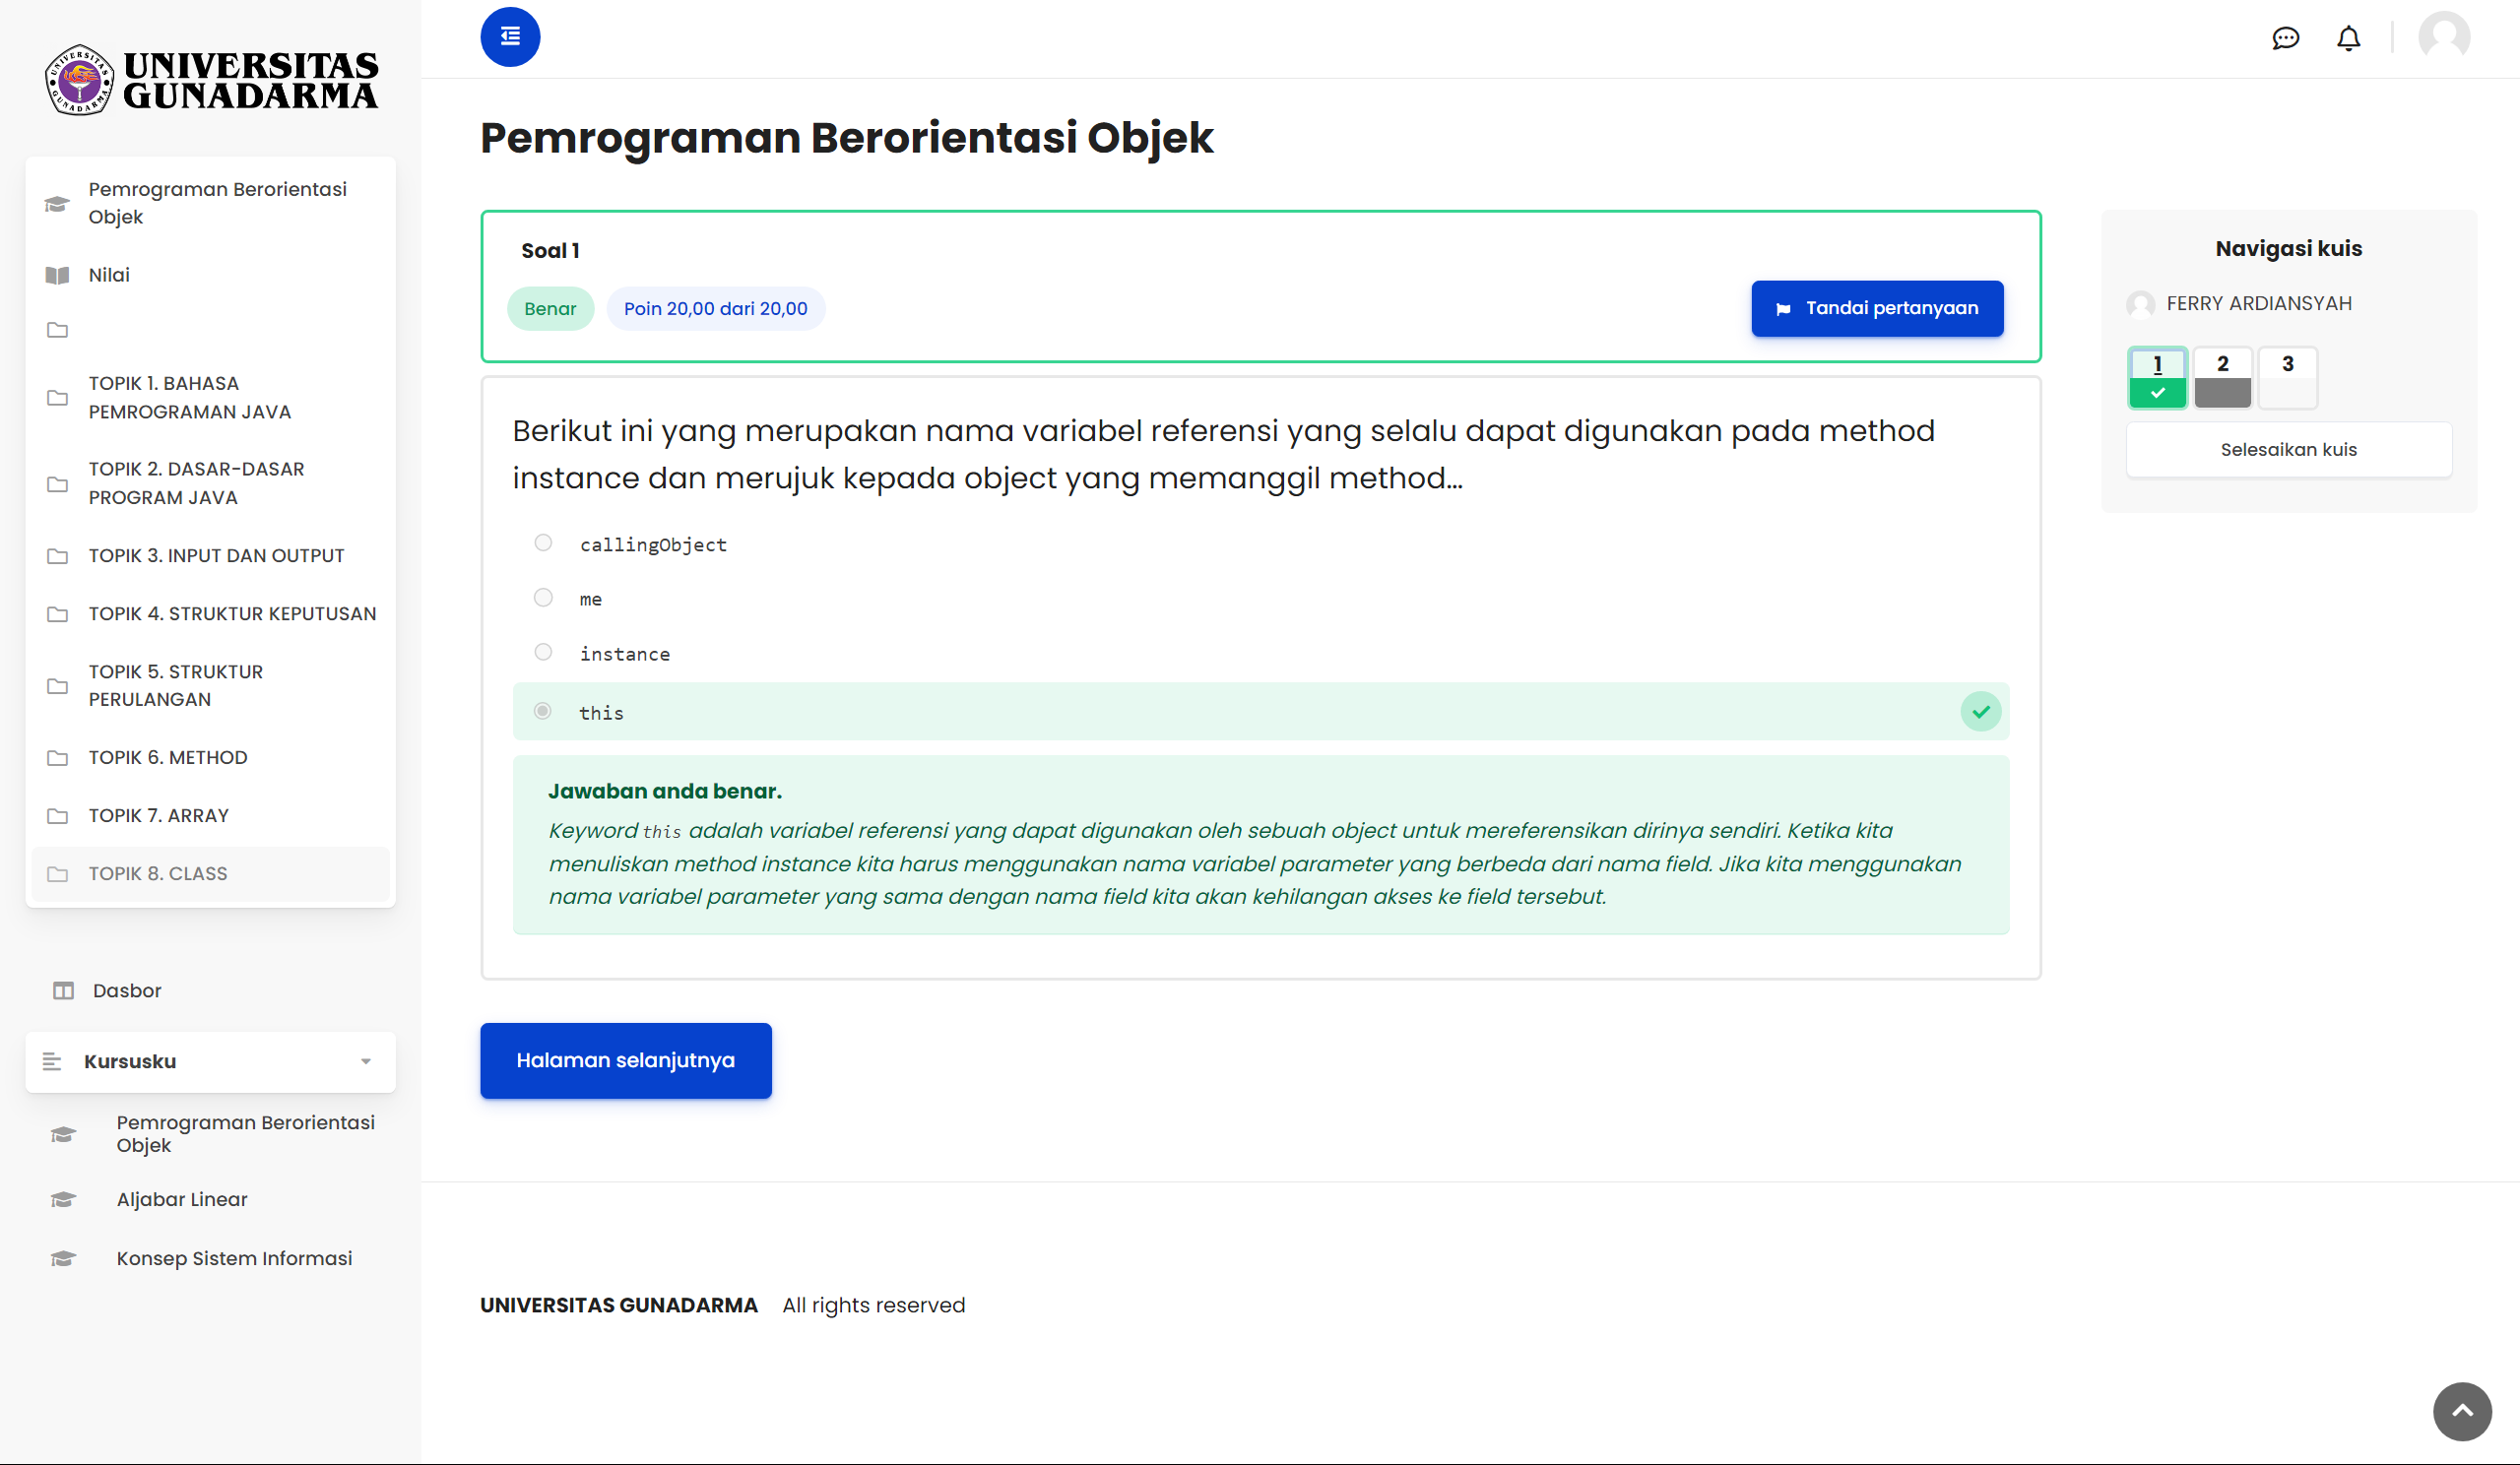 UNIVERSITAS
GUNADARMA
Pemrograman Berorientasi
Objek
Nilai
TOPIK 1. BAHASA
PEMROGRAMAN JAVA
TOPIK 2. DASAR-DASAR
PROGRAM JAVA
TOPIK 3. INPUT DAN OUTPUT
TOPIK 4. STRUKTUR KEPUTUSAN
TOPIK 5. STRUKTUR
PERULANGAN
TOPIK 6. METHOD
TOPIK 7. ARRAY
TOPIK 8. CLASS
Dasbor
Kursusku
Pemrograman Berorientasi
Objek
Aljabar Linear
Konsep Sistem Informasi
Pemrograman Berorientasi Objek
Soal 1
Benar
Poin 20,00 dari 20,00
Tandai pertanyaan
Berikut ini yang merupakan nama variabel referensi yang selalu dapat digunakan pada method
instance dan merujuk kepada object yang memanggil method...
callingObject
me
instance
this
Jawaban anda benar.
Keyword this adalah variabel referensi yang dapat digunakan oleh sebuah object untuk mereferensikan dirinya sendiri. Ketika kita
menuliskan method instance kita harus menggunakan nama variabel parameter yang berbeda dari nama field. Jika kita menggunakan
nama variabel parameter yang sama dengan nama field kita akan kehilangan akses ke field tersebut.
Halaman selanjutnya
Navigasi kuis
FERRY ARDIANSYAH
1 2 3
Selesaikan kuis
UNIVERSITAS GUNADARMA All rights reserved